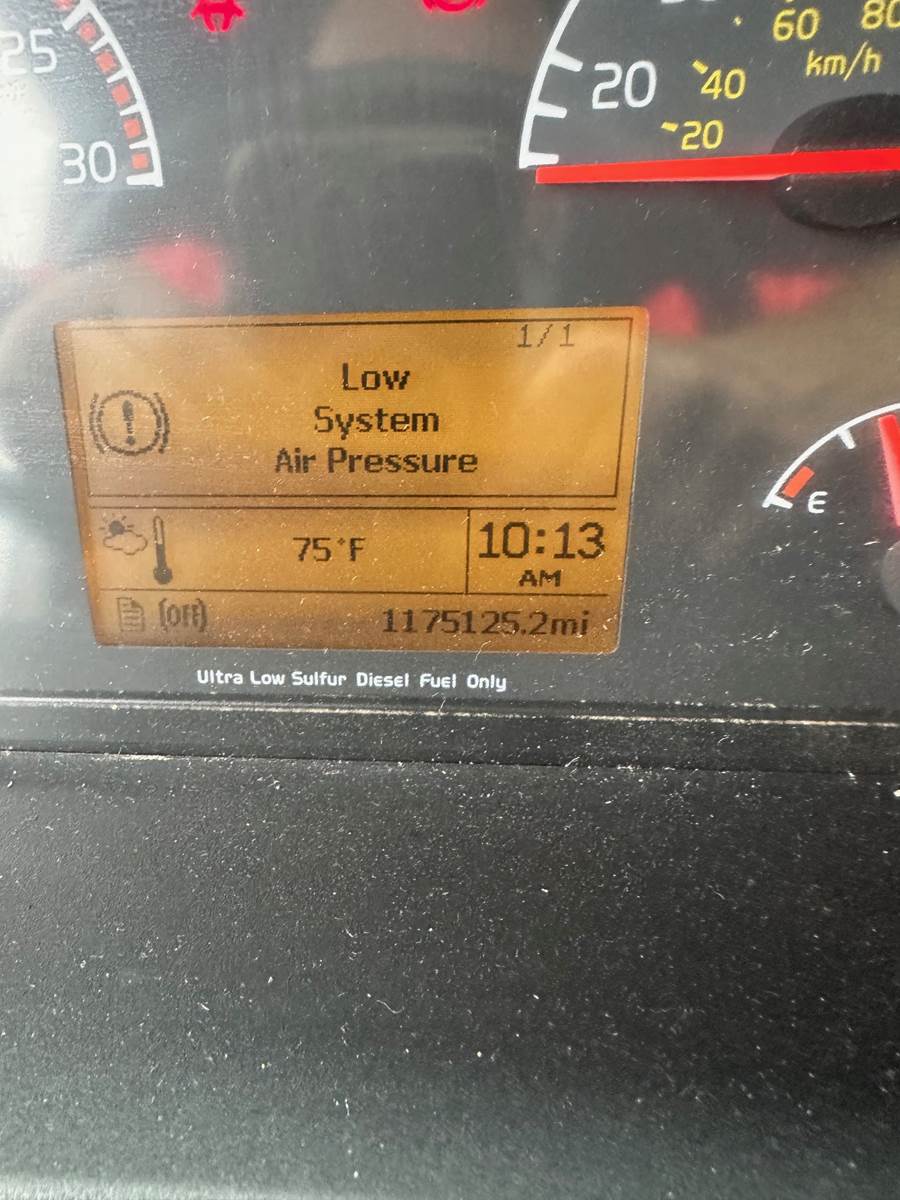 25
30
20
60
80
km/h
40
20
1/1
Low
System
Air Pressure
75°F
10:13
AM
(OFF)
1175125.2mi
E
Ultra Low Sulfur Diesel Fuel Only